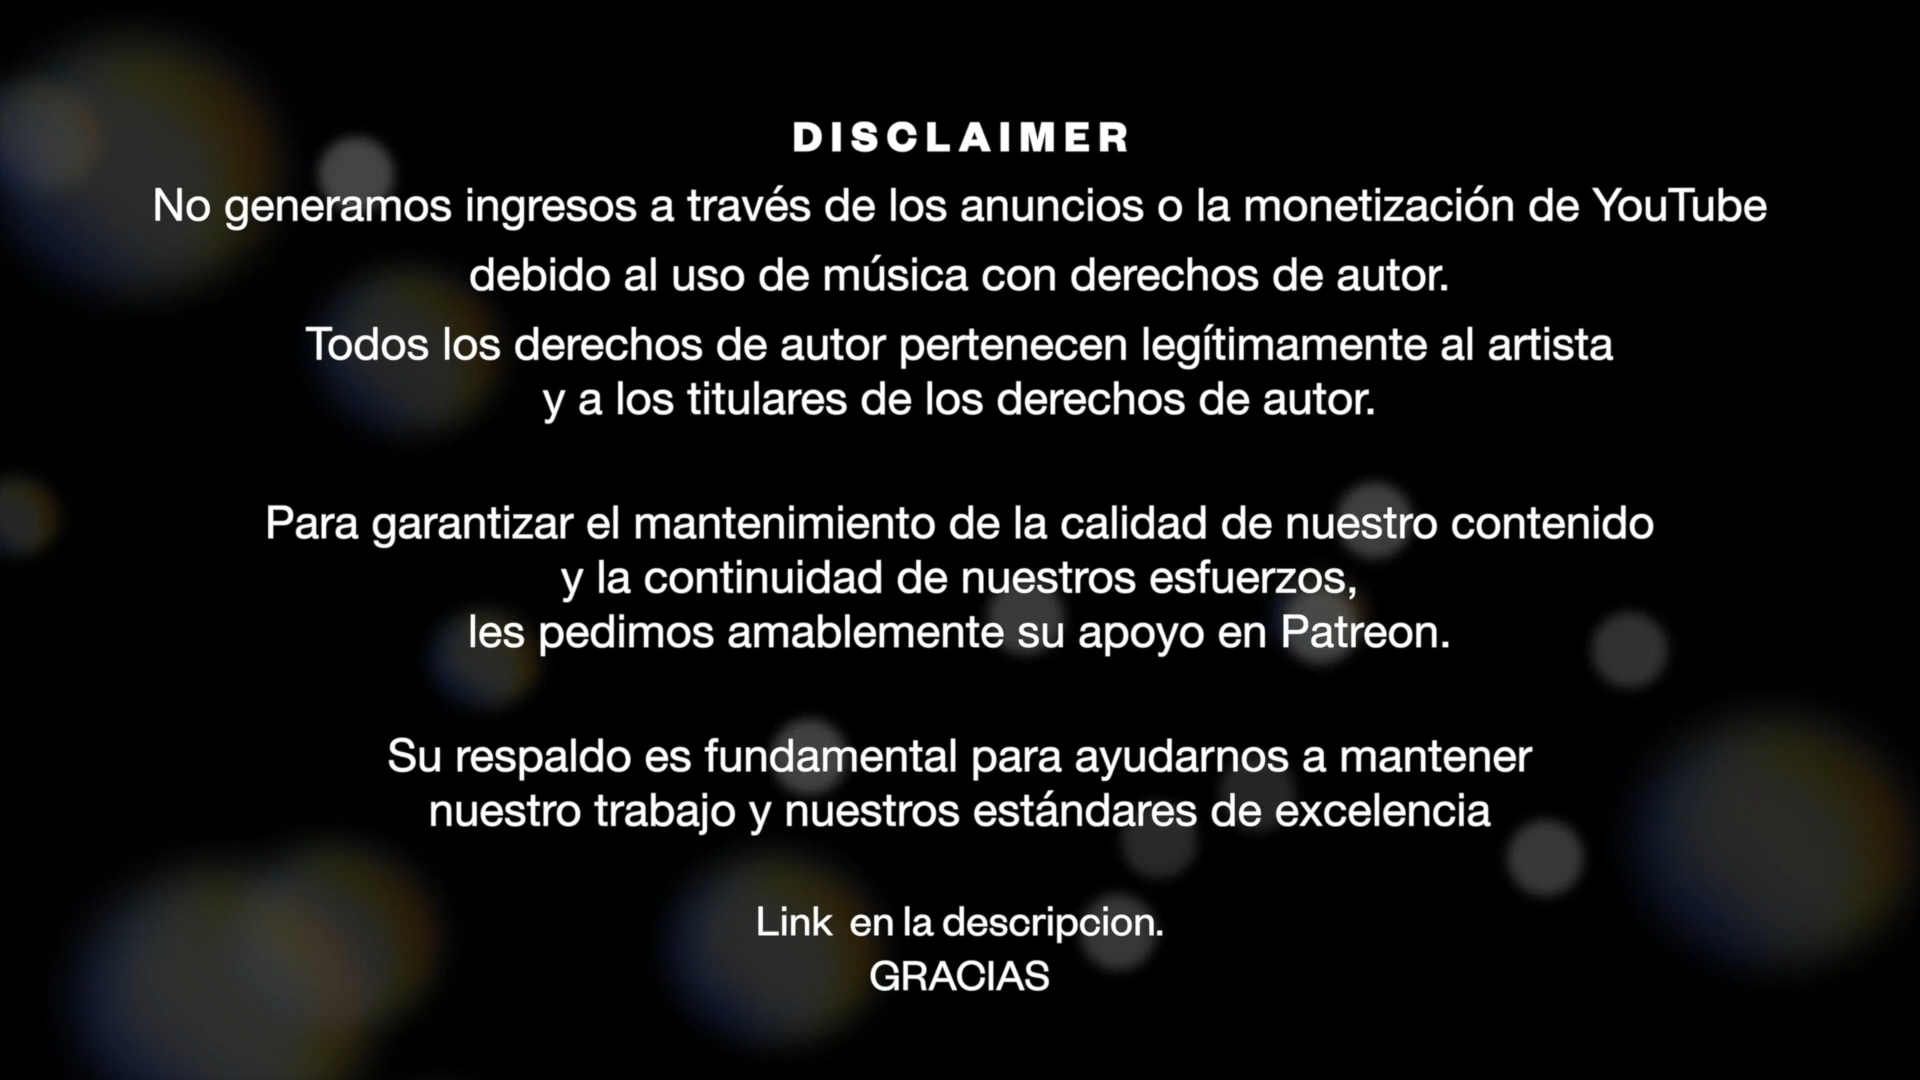 DISCLAIMER
No generamos ingresos a través de los anuncios o la monetización de YouTube
debido al uso de música con derechos de autor.
Todos los derechos de autor pertenecen legítimamente al artista
y a los titulares de los derechos de autor.
Para garantizar el mantenimiento de la calidad de nuestro contenido
y la continuidad de nuestros esfuerzos,
les pedimos amablemente su apoyo en Patreon.
Su respaldo es fundamental para ayudarnos a mantener
nuestro trabajo y nuestros estándares de excelencia
Link en la descripcion.
GRACIAS